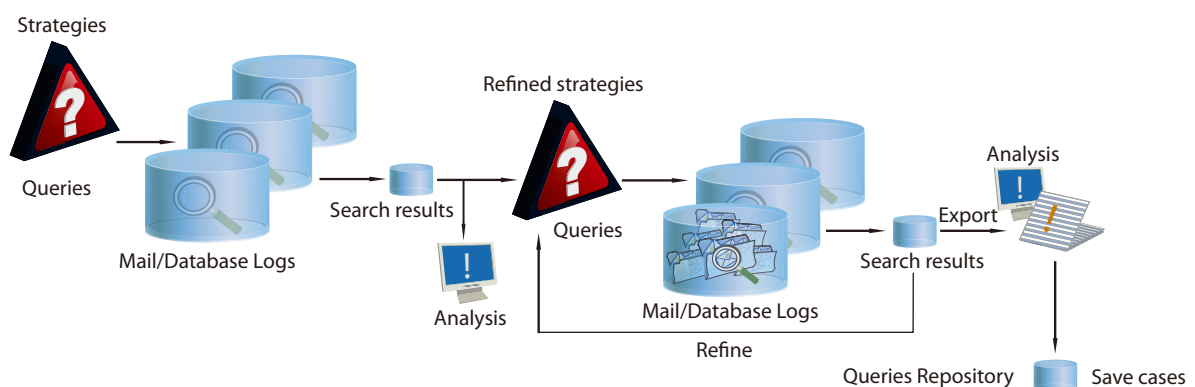 Strategies
Queries
Mail/Database Logs
Search results
Analysis
Refined strategies
Queries
Mail/Database Logs
Search results
Refine
Export
Analysis
Queries Repository
Save cases